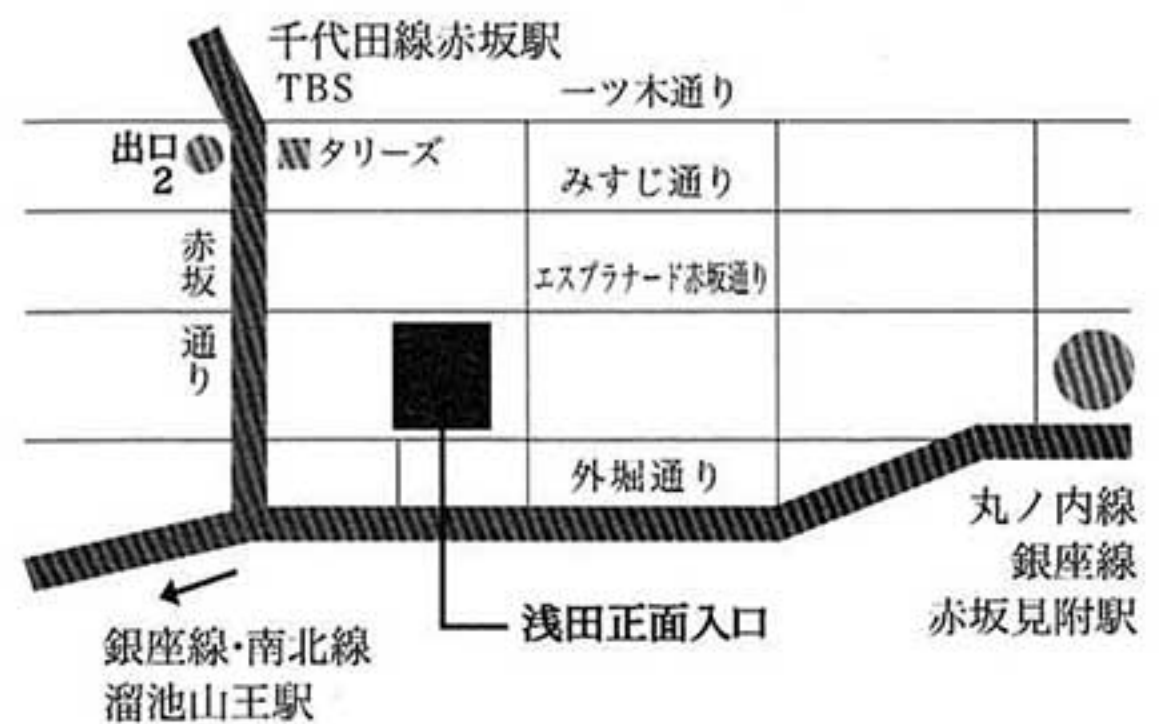 千代田線赤坂駅
TBS
一ツ木通り
出口
2
タリーズ
みすじ通り
赤坂通り
エスプラナード赤坂通り
外堀通り
丸ノ内線
銀座線
赤坂見附駅
浅田正面入口
銀座線・南北線
溜池山王駅